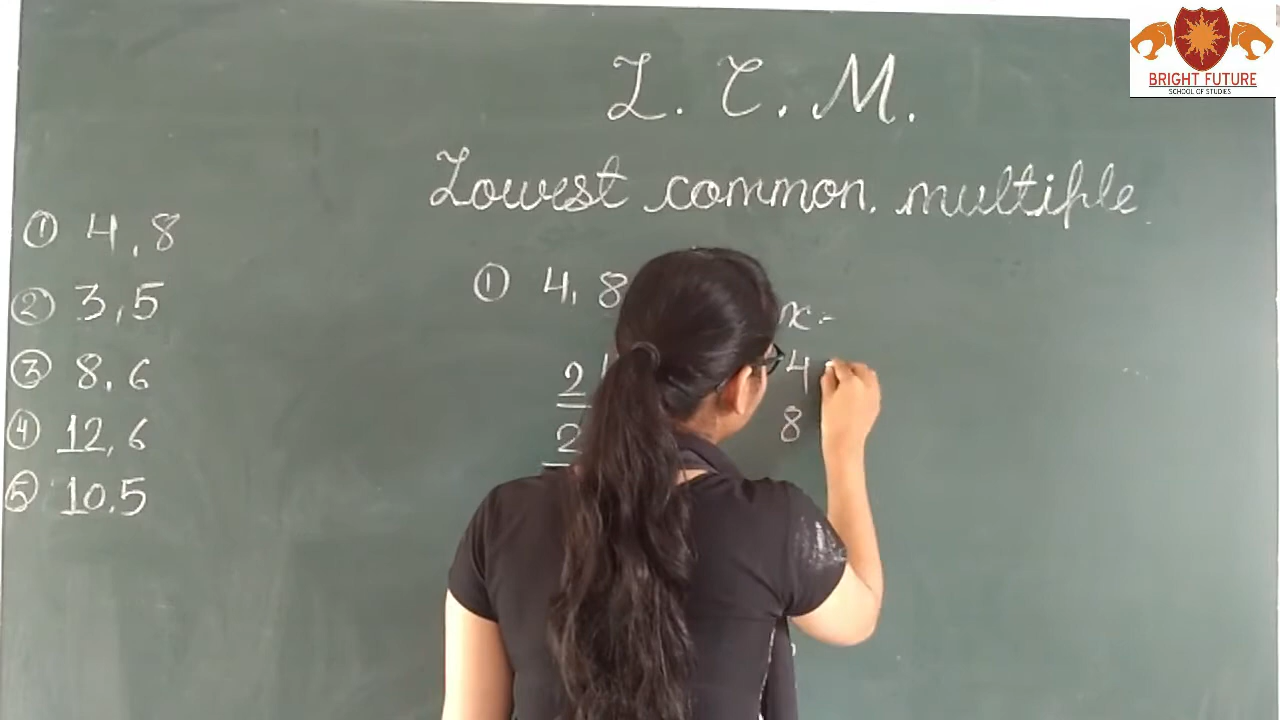 BRIGHT FUTURE
SCHOOL OF STUDIES
L. C. M.
Lowest common multiple
① 4, 8
② 3, 5
③ 8, 6
④ 12, 6
⑤ 10, 5
① 4, 8
2
2
4
8